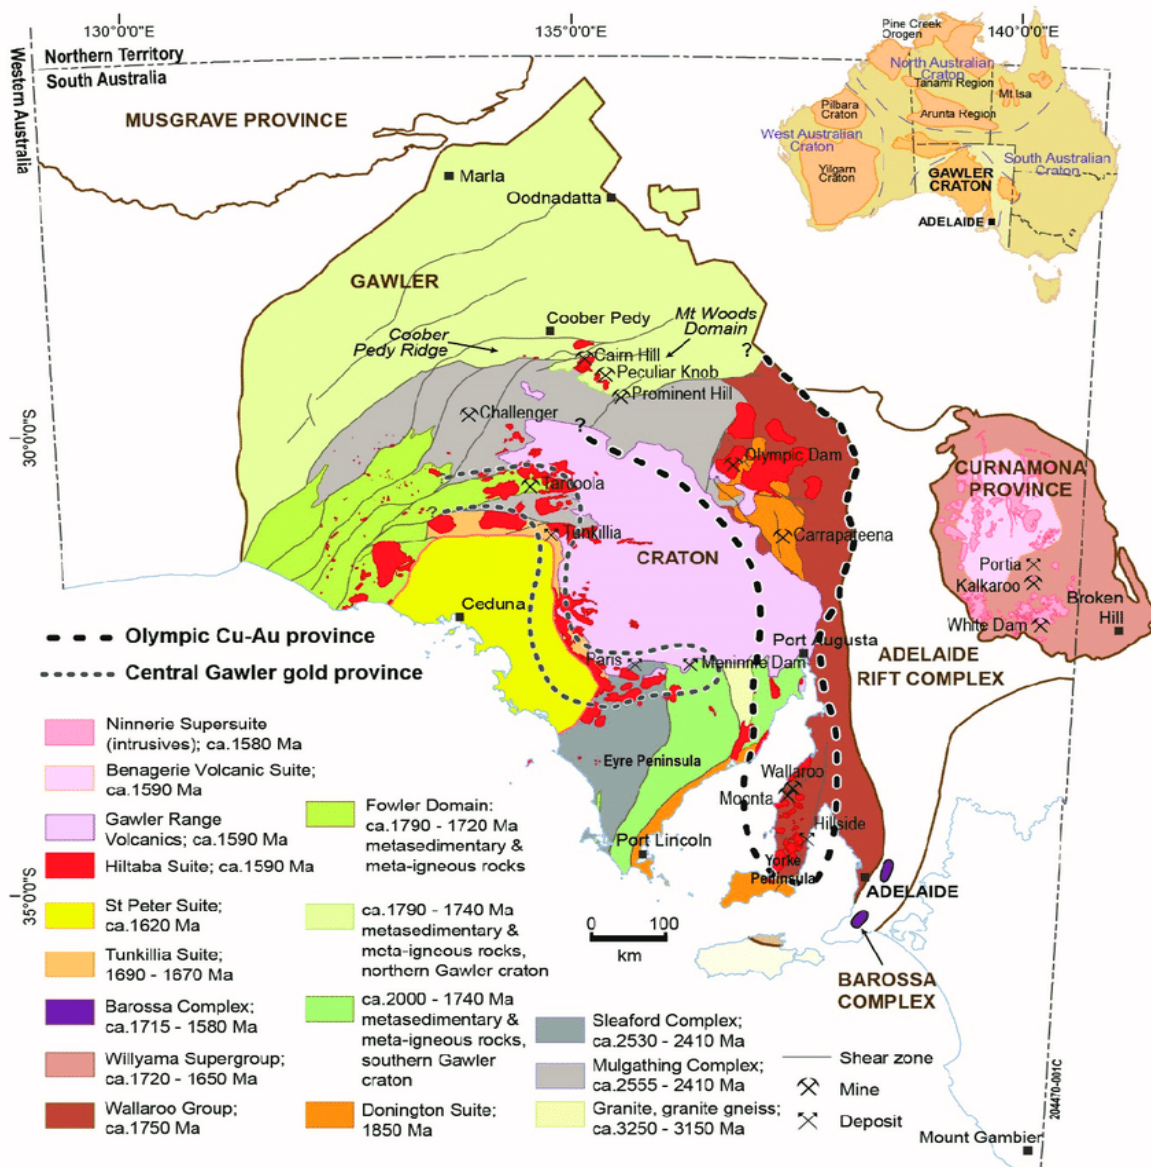 130°0'0"E
135°0'0"E
140°0'0"E
Western Australia
Northern Territory
South Australia
MUSGRAVE PROVINCE
Marla
Oodnadatta
GAWLER
Coober Pedy
Coober
Pedy Ridge
Mt Woods
Domain
?
Cairn Hill
Peculiar Knob
Prominent Hill
Challenger
?
30°0'0"S
Olympic Dam
Tarcoola
?
Tunkillia
CRATON
Carrapateena
CURNAMONA
PROVINCE
Portia
Kalkaroo
Broken
Hill
White Dam
Ceduna
Port Augusta
Paris
Meninnie Dam
ADELAIDE
RIFT COMPLEX
Eyre Peninsula
Wallaroo
Moonta
Hillside
Port Lincoln
Yorke
Peninsula
ADELAIDE
35°0'0"S
0 100
km
BAROSSA
COMPLEX
Mount Gambier
204470-001C
Pine Creek
Orogen
North Australian
Craton
Tanami Region
Mt Isa
Pilbara
Craton
Arunta Region
West Australian
Craton
Yilgarn
Craton
South Australian
Craton
GAWLER
CRATON
ADELAIDE
Olympic Cu-Au province
Central Gawler gold province
Ninnerie Supersuite
(intrusives); ca.1580 Ma
Benagerie Volcanic Suite;
ca.1590 Ma
Gawler Range
Volcanics; ca.1590 Ma
Hiltaba Suite; ca.1590 Ma
St Peter Suite;
ca.1620 Ma
Tunkillia Suite;
1690 - 1670 Ma
Barossa Complex;
ca.1715 - 1580 Ma
Willyama Supergroup;
ca.1720 - 1650 Ma
Wallaroo Group;
ca.1750 Ma
Fowler Domain:
ca.1790 - 1720 Ma
metasedimentary &
meta-igneous rocks
ca.1790 - 1740 Ma
metasedimentary &
meta-igneous rocks,
northern Gawler craton
ca.2000 - 1740 Ma
metasedimentary &
meta-igneous rocks,
southern Gawler
craton
Donington Suite;
1850 Ma
Sleaford Complex;
ca.2530 - 2410 Ma
Mulgathing Complex;
ca.2555 - 2410 Ma
Granite, granite gneiss;
ca.3250 - 3150 Ma
Shear zone
Mine
Deposit